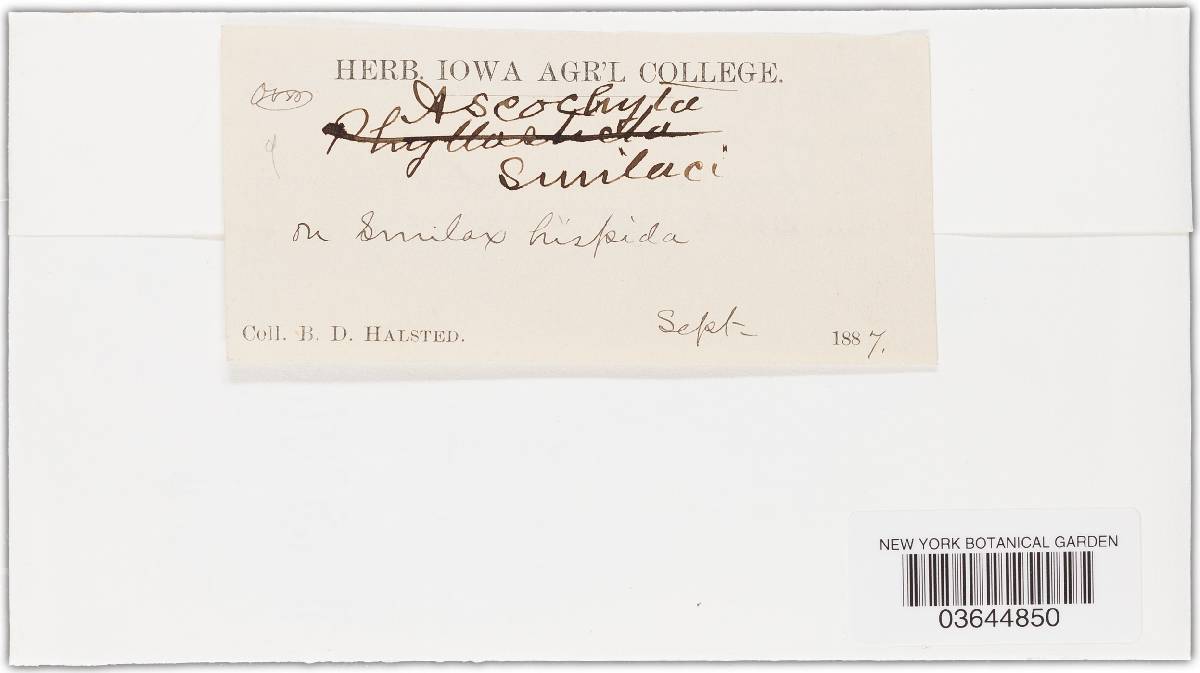 HERB. IOWA AGR'L COLLEGE.
Ascochyta
Phyllosticta
Smilaci
on Smilax hispida
Sept-
Coll. B. D. HALSTED.
1887.
NEW YORK BOTANICAL GARDEN
03644850